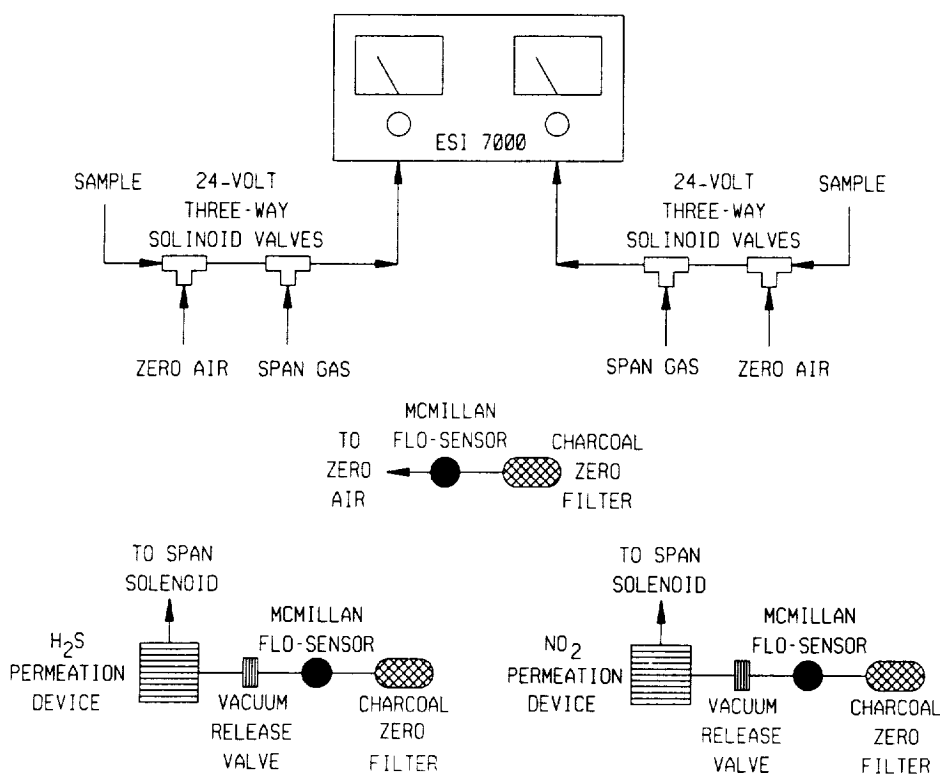 ESI 7000
SAMPLE
24-VOLT
THREE-WAY
SOLINOID VALVES
ZERO AIR
SPAN GAS
24-VOLT
THREE-WAY
SOLINOID VALVES
SAMPLE
SPAN GAS
ZERO AIR
TO
ZERO
AIR
MCMILLAN
FLO-SENSOR
CHARCOAL
ZERO
FILTER
TO SPAN
SOLENOID
H2S
PERMEATION
DEVICE
MCMILLAN
FLO-SENSOR
VACUUM
RELEASE
VALVE
CHARCOAL
ZERO
FILTER
TO SPAN
SOLENOID
NO2
PERMEATION
DEVICE
MCMILLAN
FLO-SENSOR
VACUUM
RELEASE
VALVE
CHARCOAL
ZERO
FILTER